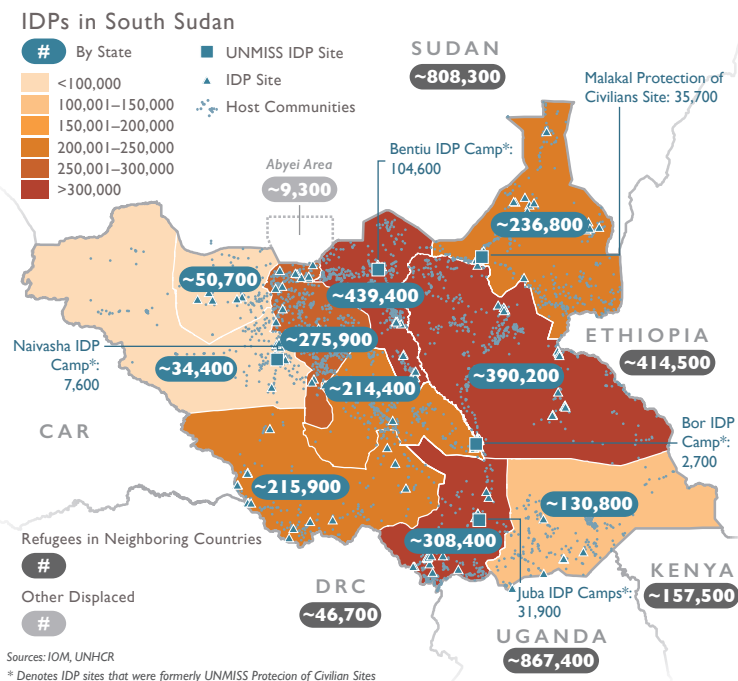 IDPs in South Sudan
# By State
<100,000
100,001–150,000
150,001–200,000
200,001–250,000
250,001–300,000
>300,000
UNMISS IDP Site
IDP Site
Host Communities
SUDAN
~808,300
Malakal Protection of
Civilians Site: 35,700
Bentiu IDP Camp*:
104,600
Abyei Area
~9,300
~236,800
~50,700
~439,400
~275,900
ETHIOPIA
~414,500
Naivasha IDP
Camp*:
7,600
~34,400
~214,400
~390,200
CAR
Bor IDP
Camp*:
2,700
~215,900
~130,800
~308,400
Refugees in Neighboring Countries
#
Other Displaced
#
DRC
~46,700
Juba IDP Camps*:
31,900
KENYA
~157,500
UGANDA
~867,400
Sources: IOM, UNHCR
* Denotes IDP sites that were formerly UNMISS Protecion of Civilian Sites